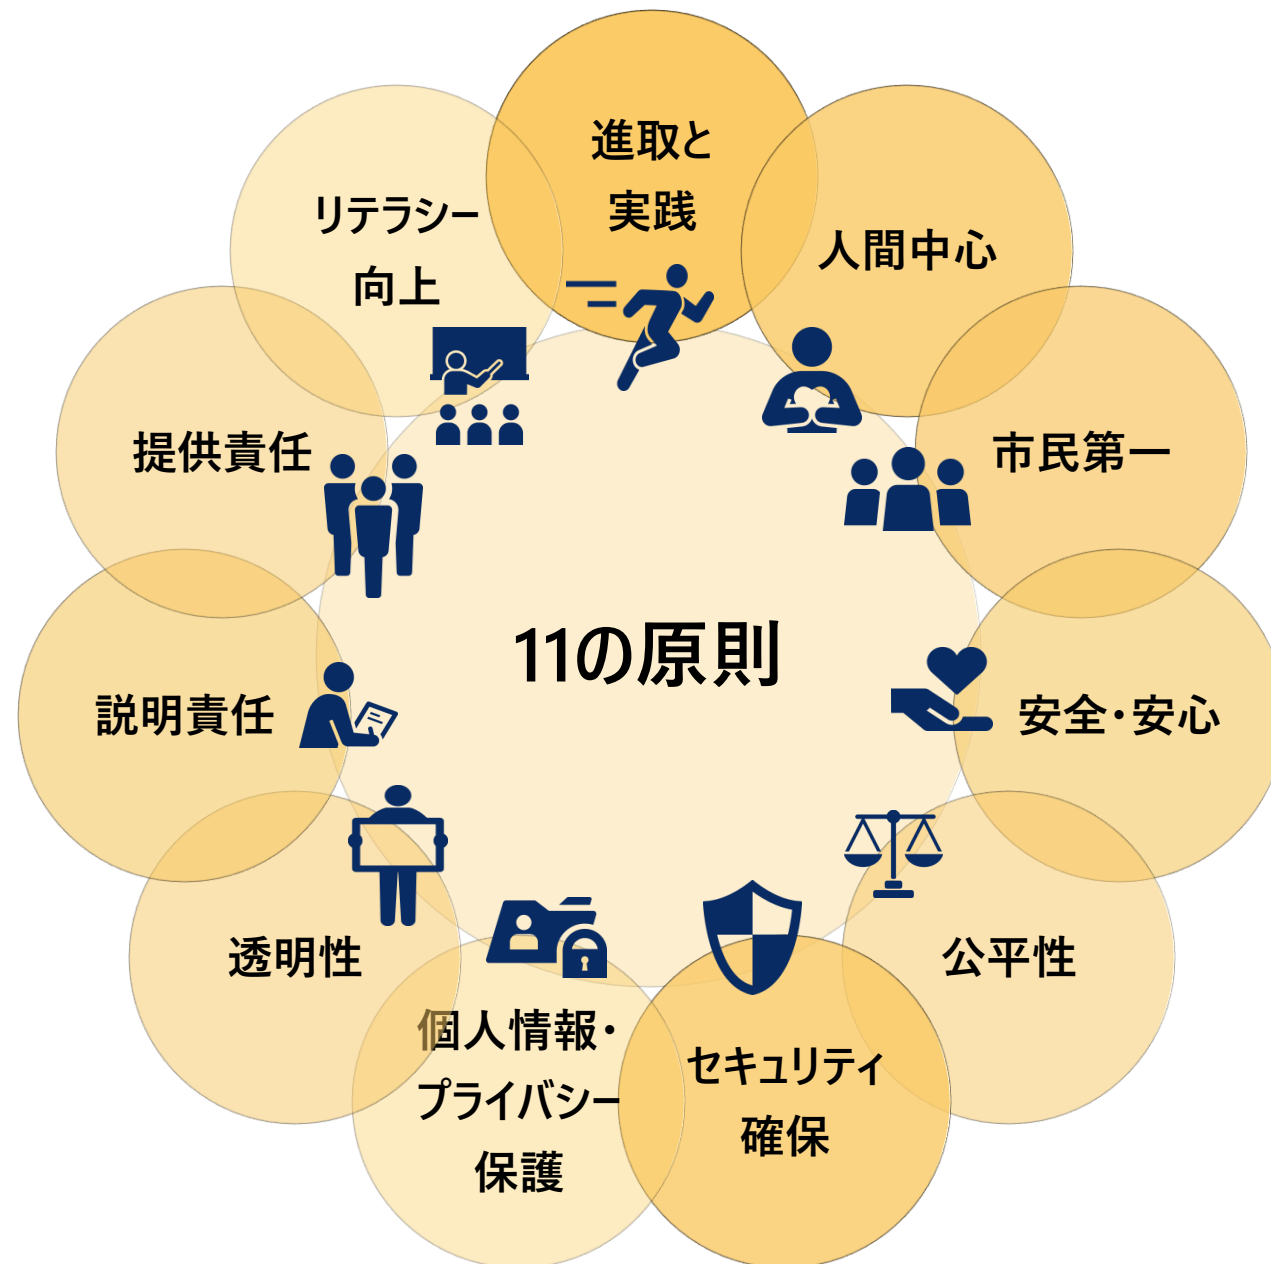 進取と
実践
人間中心
市民第一
安全・安心
公平性
セキュリティ
確保
個人情報・
プライバシー
保護
透明性
説明責任
提供責任
リテラシー
向上
11の原則